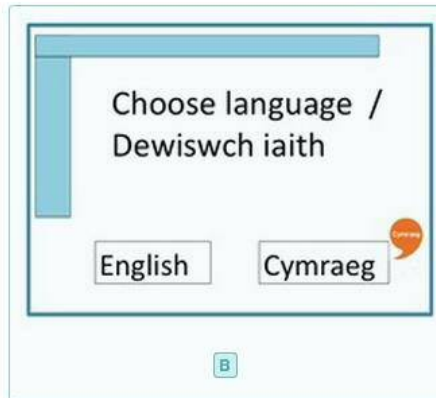 Choose language /
Dewiswch iaith
English
Cymraeg
Cymraeg
B